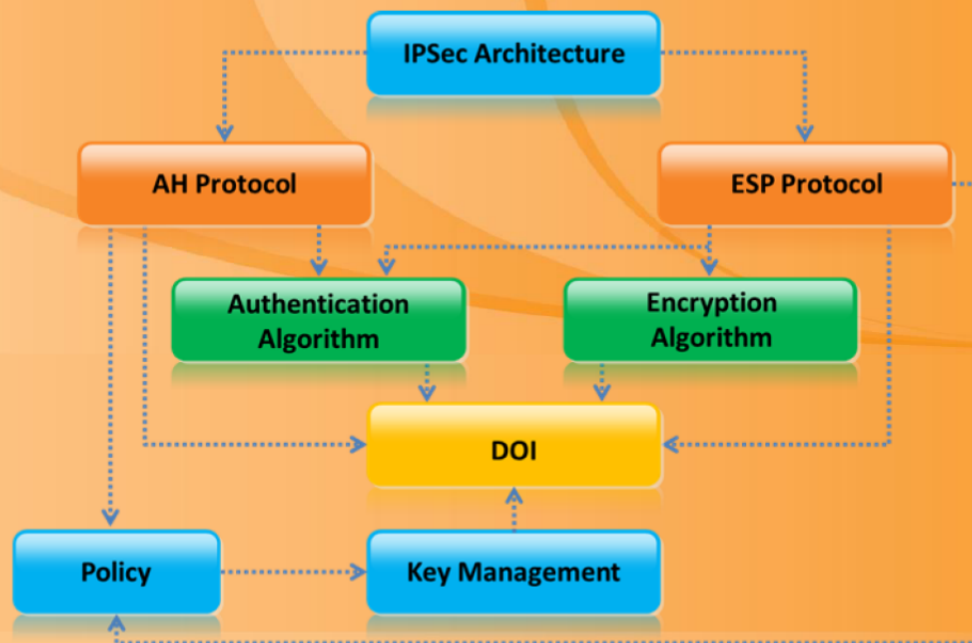 IPSec Architecture
AH Protocol
ESP Protocol
Authentication
Algorithm
Encryption
Algorithm
DOI
Policy
Key Management